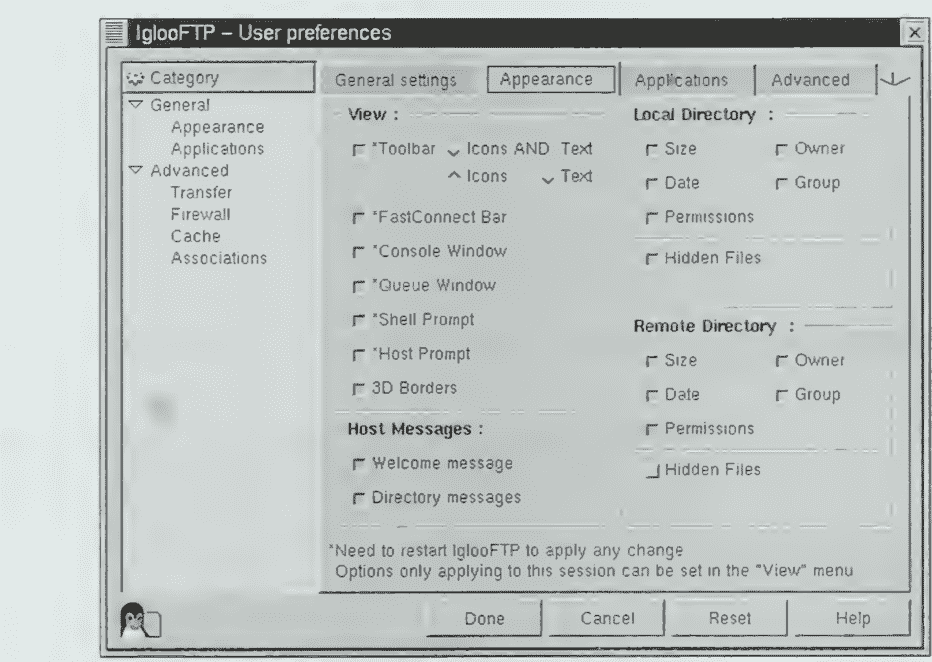 IglooFTP – User preferences
Category
General
Appearance
Applications
Advanced
Transfer
Firewall
Cache
Associations
General settings Appearance Applications Advanced
View :
*Toolbar Icons AND Text
Icons Text
*FastConnect Bar
*Console Window
*Queue Window
*Shell Prompt
*Host Prompt
3D Borders
Host Messages :
Welcome message
Directory messages
Local Directory :
Size Owner
Date Group
Permissions
Hidden Files
Remote Directory :
Size Owner
Date Group
Permissions
Hidden Files
*Need to restart IglooFTP to apply any change
Options only applying to this session can be set in the "View" menu
Done Cancel Reset Help